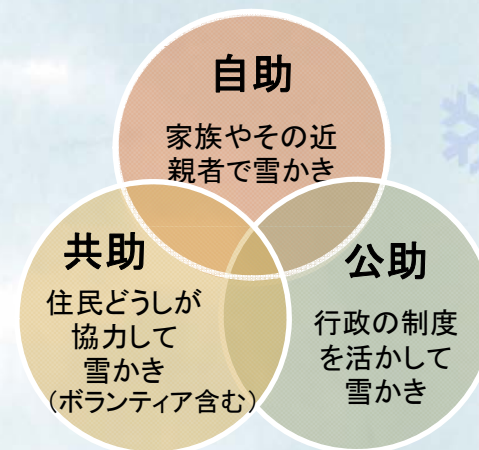 自助
家族やその近
親者で雪かき
共助
住民どうしが
協力して
雪かき
（ボランティア含む）
公助
行政の制度
を活かして
雪かき